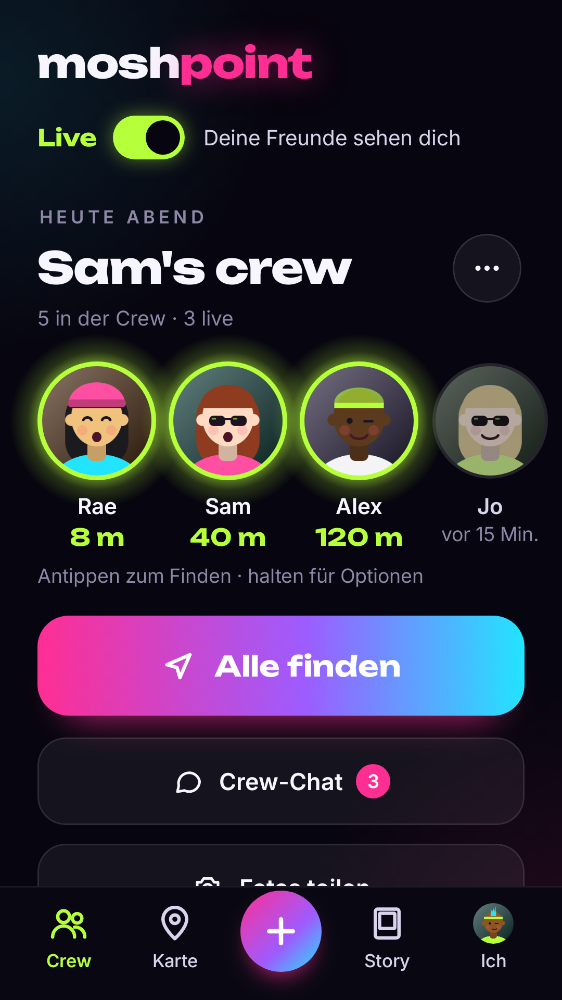 moshpoint
Live Deine Freunde sehen dich
HEUTE ABEND
Sam's crew
5 in der Crew · 3 live
Rae Sam Alex Jo
8 m 40 m 120 m vor 15 Min.
Antippen zum Finden · halten für Optionen
Alle finden
Crew-Chat 3
Fotos teilen
Crew Karte Story Ich